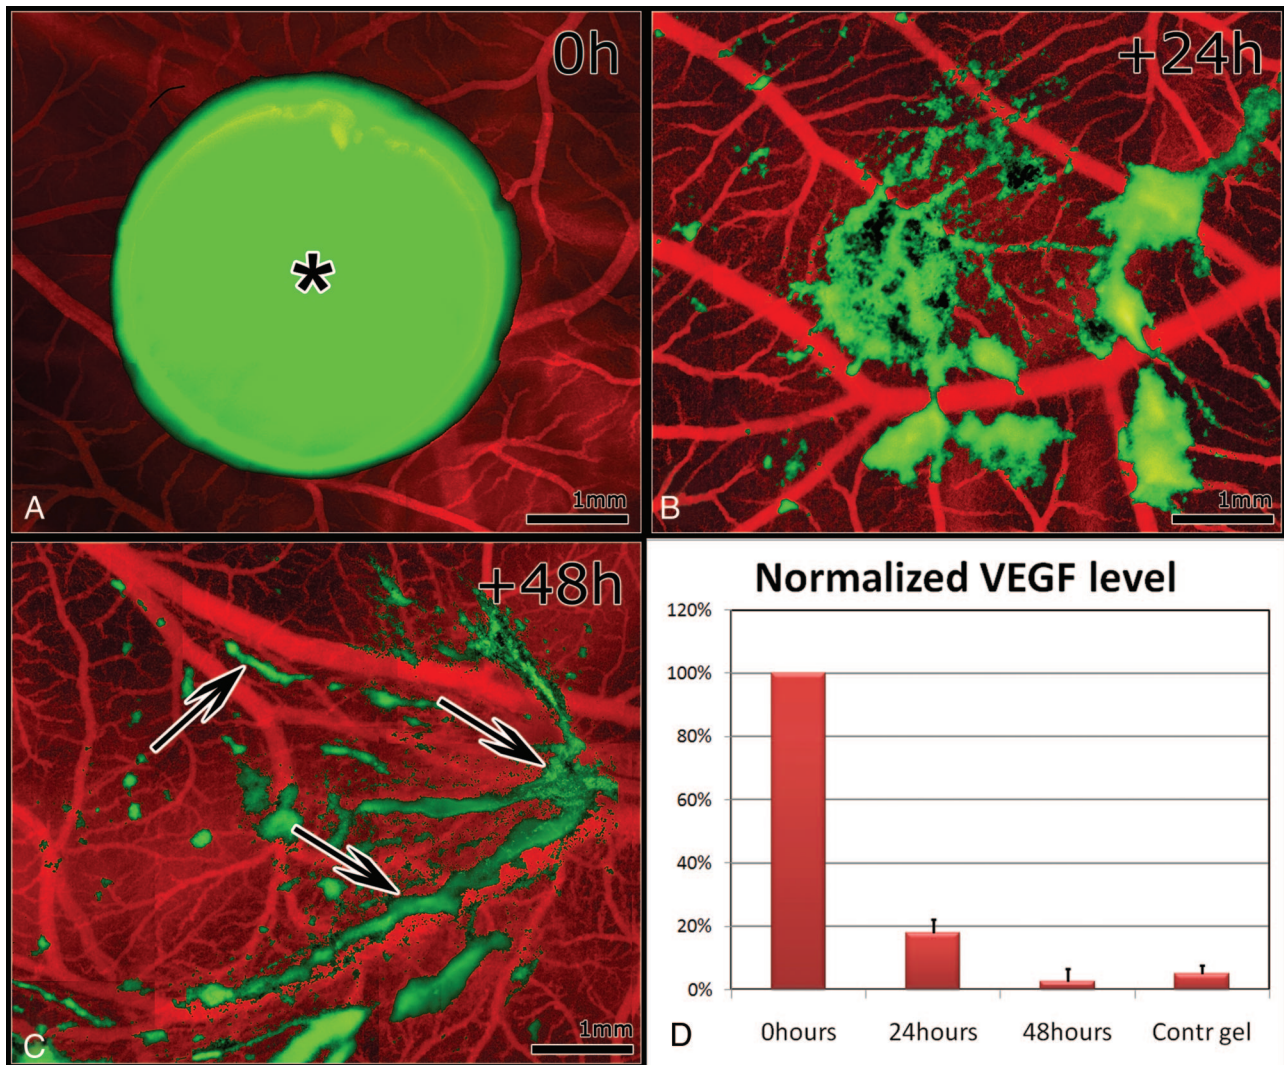 0h
*
A
1mm
+24h
B
1mm
+48h
C
1mm
Normalized VEGF level
120%
100%
80%
60%
40%
20%
0%
0hours
24hours
48hours
Contr gel
D